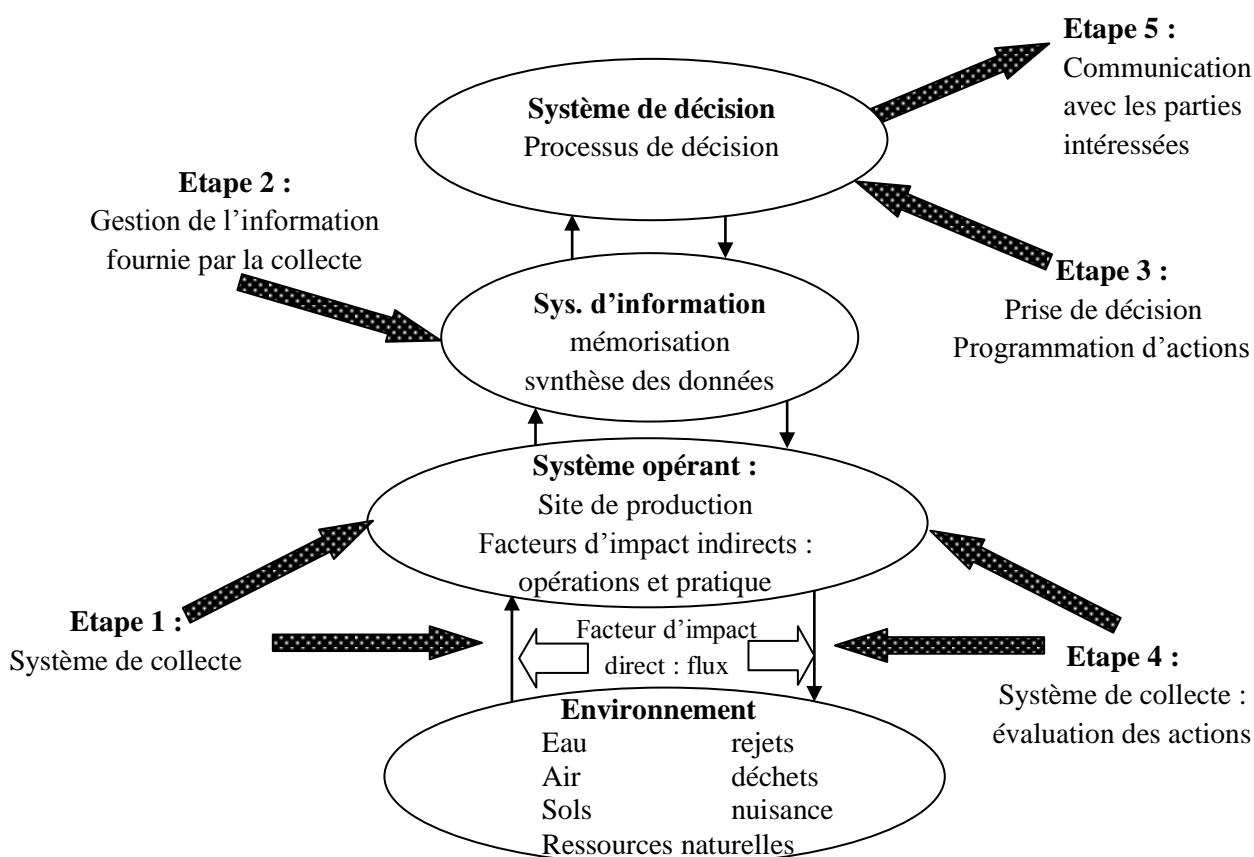 Etape 5 :
Communication
avec les parties
intéressées
Système de décision
Processus de décision
Etape 2 :
Gestion de l’information
fournie par la collecte
Etape 3 :
Prise de décision
Programmation d’actions
Sys. d’information
mémorisation
synthèse des données
Système opérant :
Site de production
Facteurs d’impact indirects :
opérations et pratique
Etape 1 :
Système de collecte
Facteur d’impact
direct : flux
Etape 4 :
Système de collecte :
évaluation des actions
Environnement
Eau rejets
Air déchets
Sols nuisance
Ressources naturelles